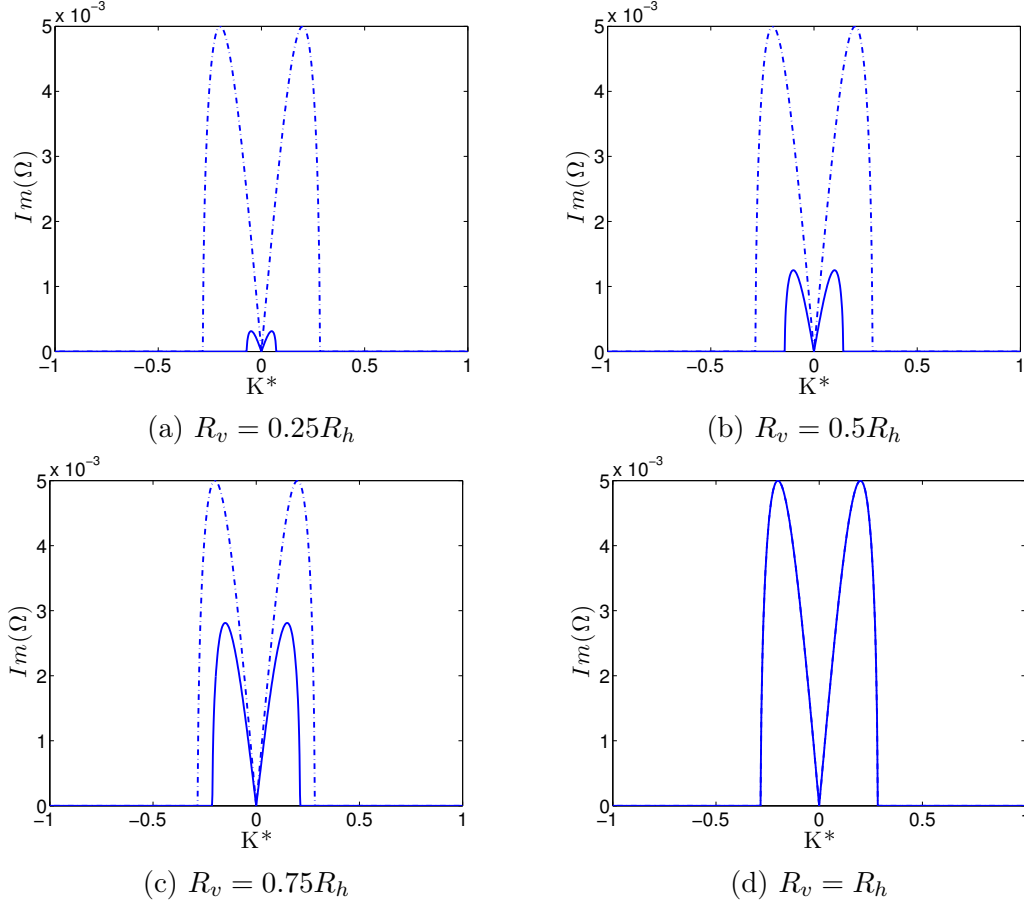 x 10⁻³
5
4
3
2
1
0
−1 −0.5 0 0.5 1
Im(Ω)
K*
(a) R_v = 0.25R_h
x 10⁻³
5
4
3
2
1
0
−1 −0.5 0 0.5 1
Im(Ω)
K*
(b) R_v = 0.5R_h
x 10⁻³
5
4
3
2
1
0
−1 −0.5 0 0.5 1
Im(Ω)
K*
(c) R_v = 0.75R_h
x 10⁻³
5
4
3
2
1
0
−1 −0.5 0 0.5 1
Im(Ω)
K*
(d) R_v = R_h